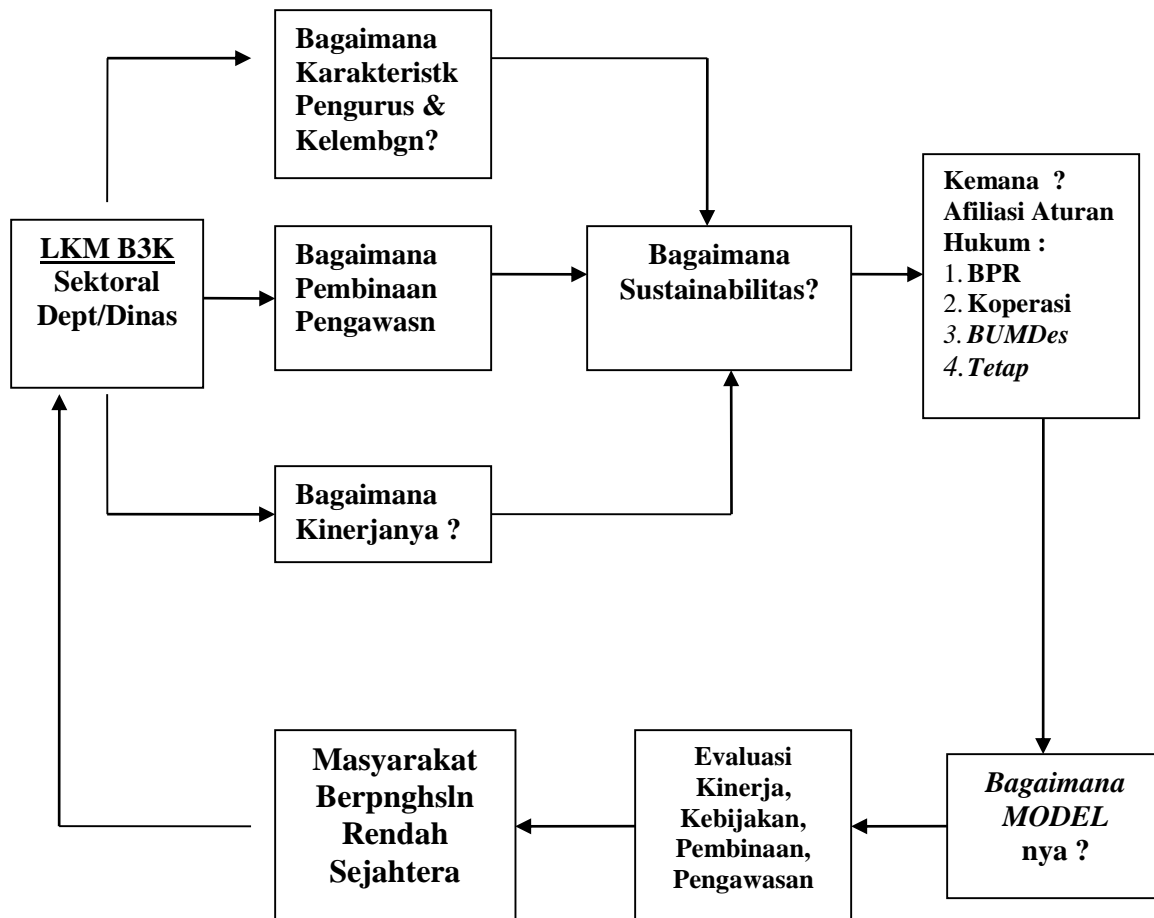 Bagaimana
Karakteristk
Pengurus &
Kelembgn?
Kemana ?
Afiliasi Aturan
Hukum :
1. BPR
2. Koperasi
3. BUMDes
4. Tetap
LKM B3K
Sektoral
Dept/Dinas
Bagaimana
Pembinaan
Pengawasn
Bagaimana
Sustainabilitas?
Bagaimana
Kinerjanya ?
Masyarakat
Berpnghsln
Rendah
Sejahtera
Evaluasi
Kinerja,
Kebijakan,
Pembinaan,
Pengawasan
Bagaimana
MODEL
nya ?